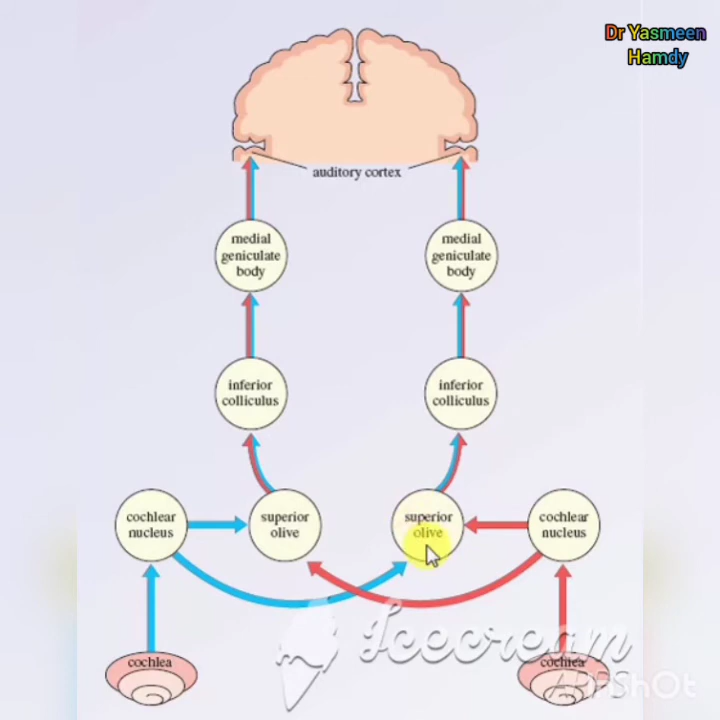 Dr Yasmeen
Hamdy
auditory cortex
medial
geniculate
body
medial
geniculate
body
inferior
colliculus
inferior
colliculus
cochlear
nucleus
superior
olive
superior
olive
cochlear
nucleus
cochlea
cochlea
Icecream